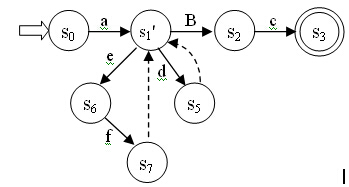 a B c
S₀ S₁' S₂ S₃
e d
S₆ S₅
f
S₇